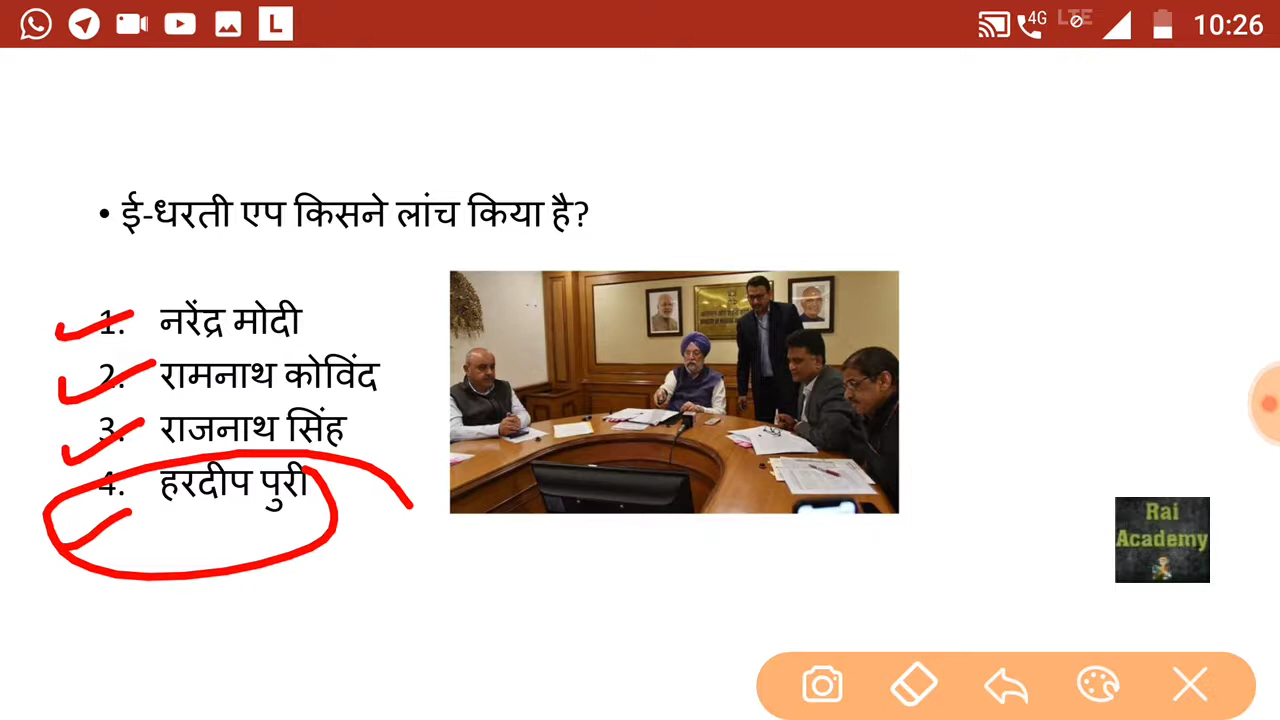 L
4G
LTE
10:26
• ई-धरती एप किसने लांच किया है?
1. नरेंद्र मोदी
2. रामनाथ कोविंद
3. राजनाथ सिंह
4. हरदीप पुरी
Rai
Academy